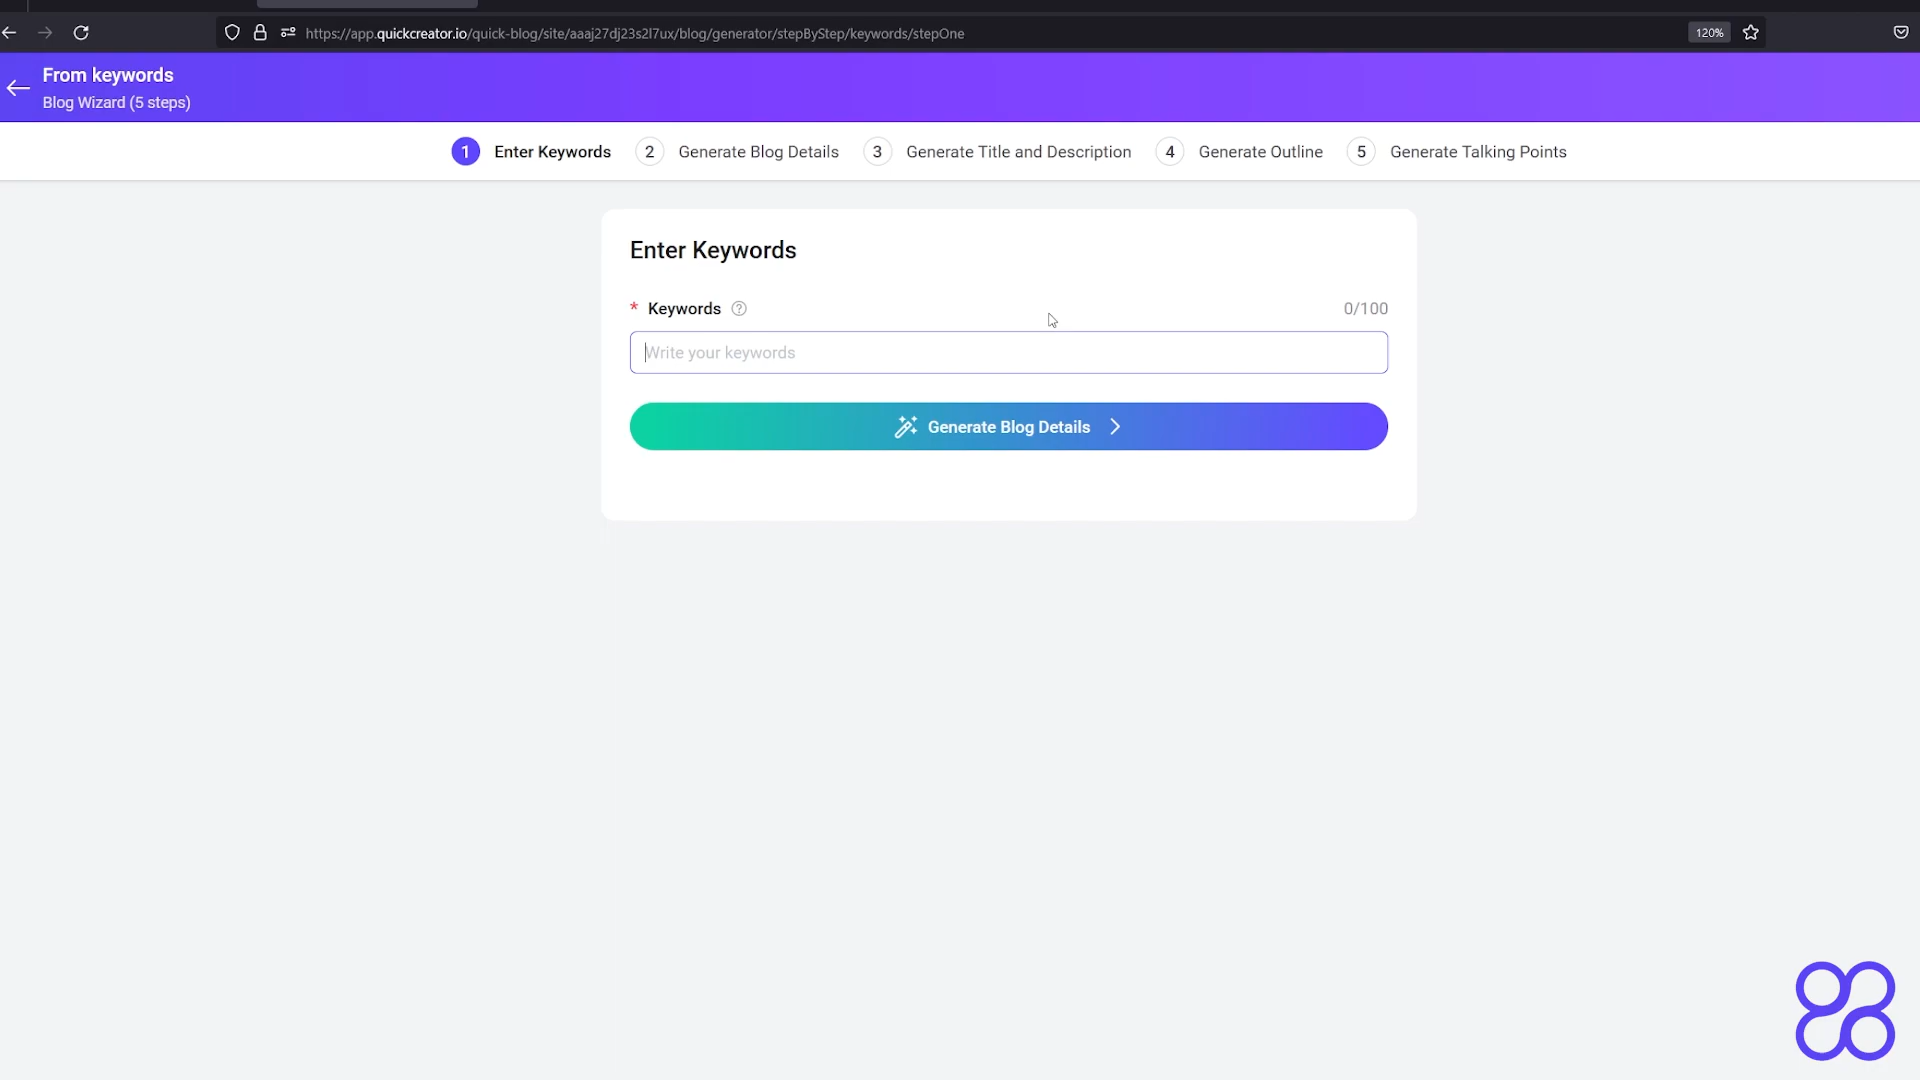 https://app.quickcreator.io/quick-blog/site/aaaj27dj23s2l7ux/blog/generator/stepByStep/keywords/stepOne
120%
From keywords
Blog Wizard (5 steps)
1 Enter Keywords 2 Generate Blog Details 3 Generate Title and Description 4 Generate Outline 5 Generate Talking Points
Enter Keywords
* Keywords ? 0/100
Write your keywords
Generate Blog Details